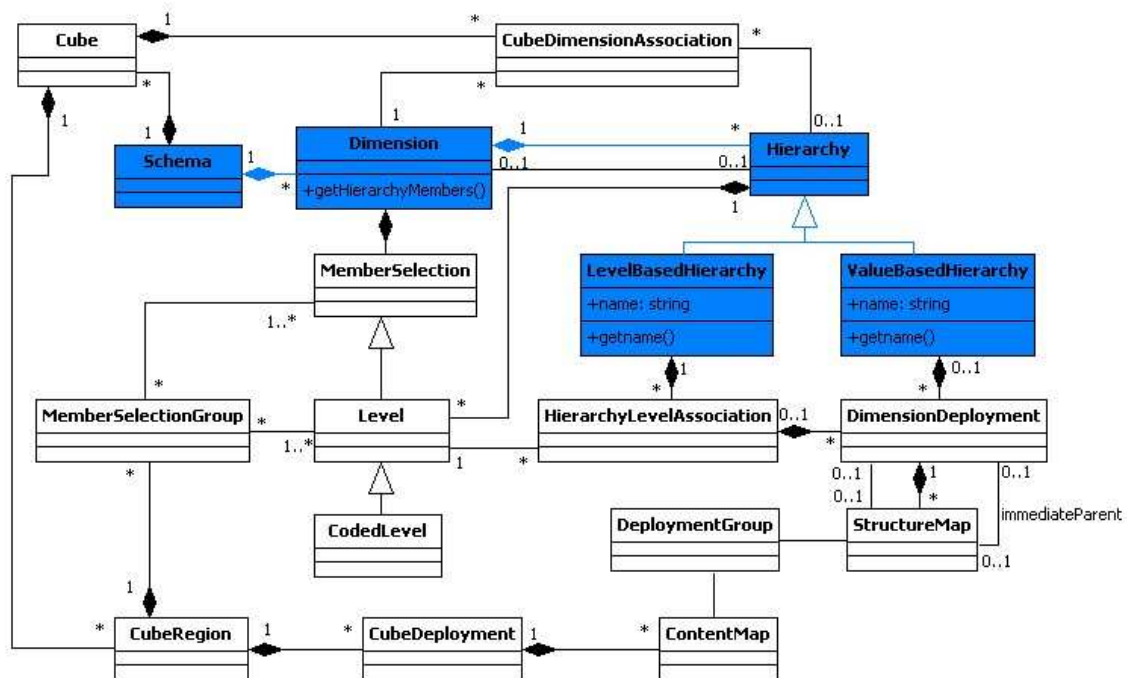 1
*
Cube
CubeDimensionAssociation
*
*
*
1
1
1
0..1
Dimension
1
*
Hierarchy
Schema
1
*
0..1
0..1
+getHierarchyMembers()
1
MemberSelection
LevelBasedHierarchy
ValueBasedHierarchy
+name: string
+name: string
1..*
+getname()
+getname()
1
0..1
*
*
*
*
MemberSelectionGroup
*
Level
HierarchyLevelAssociation
0..1
DimensionDeployment
1..*
*
*
1
*
0..1
1
0..1
0..1
*
immediateParent
CodedLevel
DeploymentGroup
StructureMap
0..1
1
*
CubeRegion
1
*
CubeDeployment
1
*
ContentMap